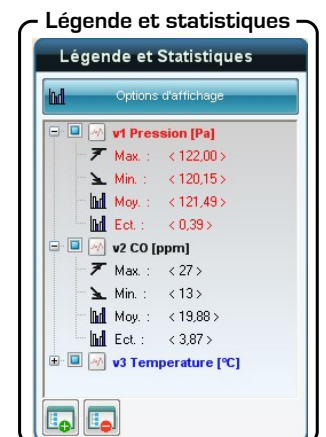 Légende et statistiques
Légende et Statistiques
Options d'affichage
v1 Pression [Pa]
Max. : < 122,00 >
Min. : < 120,15 >
Moy. : < 121,49 >
Ect. : < 0,39 >
v2 CO [ppm]
Max. : < 27 >
Min. : < 13 >
Moy. : < 19,88 >
Ect. : < 3,87 >
v3 Temperature [°C]